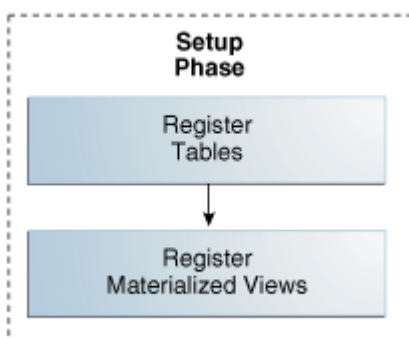 Setup
Phase
Register
Tables
Register
Materialized Views